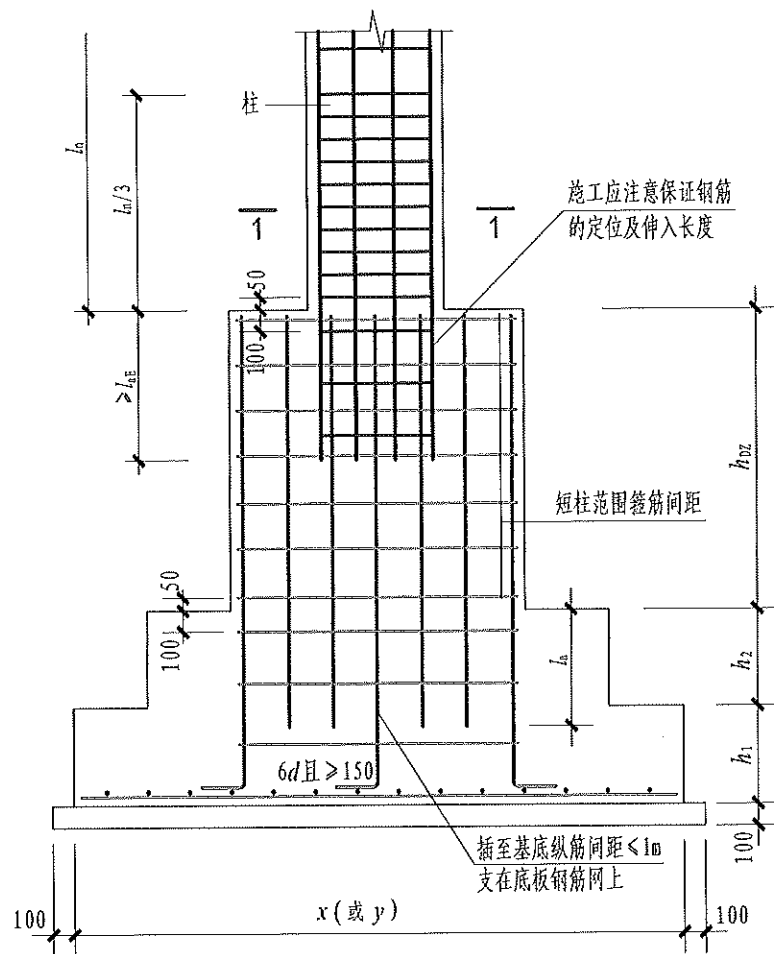 柱
lₙ
lₙ/3
1
1
施工应注意保证钢筋
的定位及伸入长度
50
100
≥lₐE
h_DZ
短柱范围箍筋间距
50
100
lₐ
h₂
h₁
6d且≥150
插至基底纵筋间距≤1m
支在底板钢筋网上
100
100
x(或y)
100